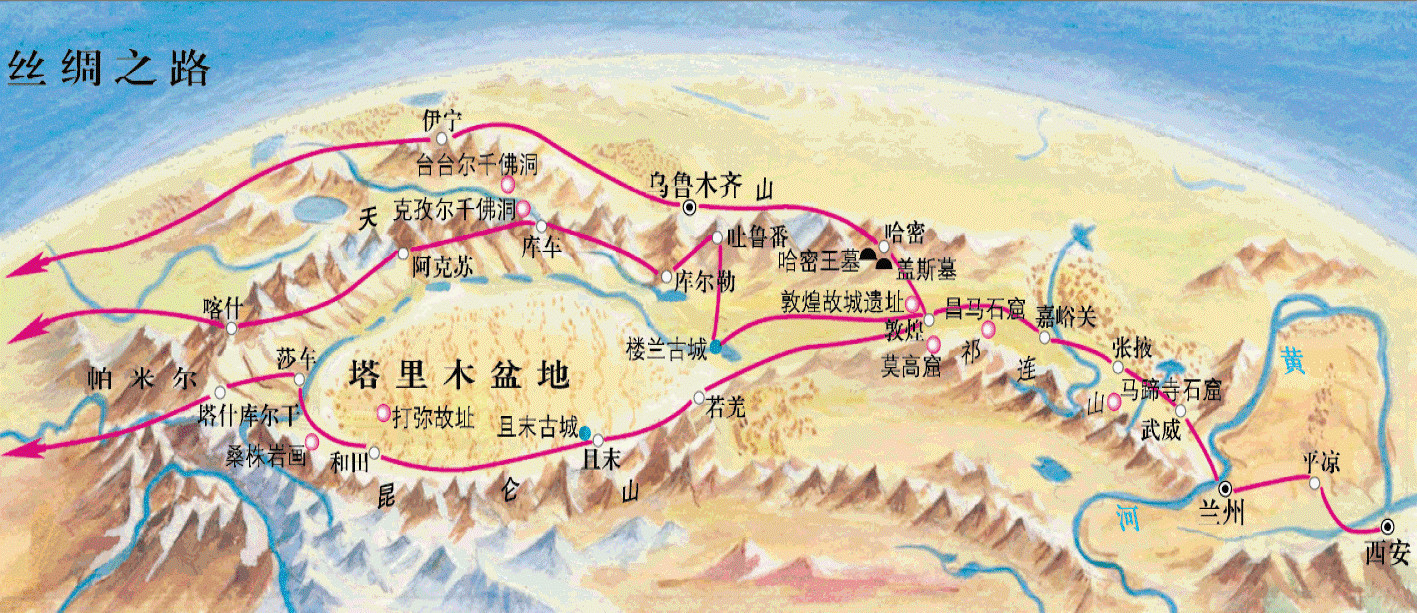 丝绸之路
伊宁
台台尔千佛洞
乌鲁木齐
山
天
克孜尔千佛洞
库车
吐鲁番
哈密
阿克苏
库尔勒
哈密王墓
盖斯墓
喀什
敦煌故城遗址
敦煌
昌马石窟
嘉峪关
莎车
楼兰古城
莫高窟
祁
连
山
张掖
黄
帕米尔
塔里木盆地
马蹄寺石窟
塔什库尔干
打弥故址
且末古城
若羌
武威
桑株岩画
和田
且末
平凉
昆
仑
山
兰州
河
西安